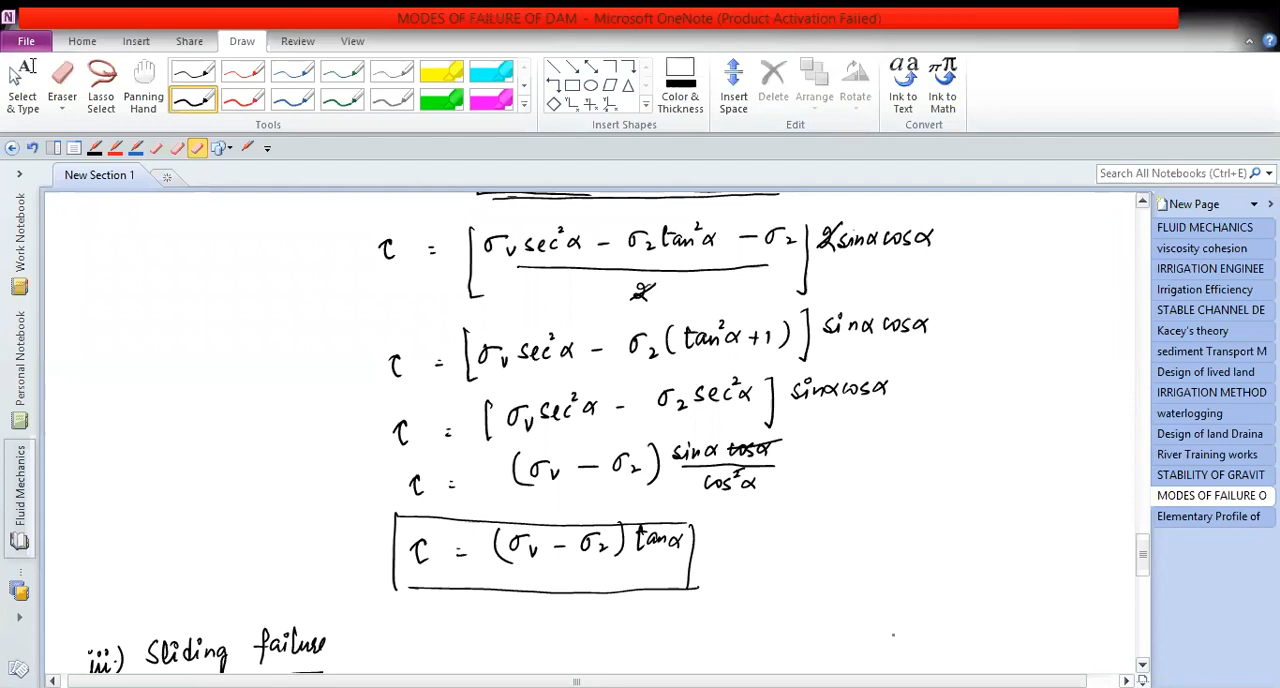 MODES OF FAILURE OF DAM - Microsoft OneNote (Product Activation Failed)
File Home Insert Share Draw Review View
Select & Type
Eraser
Lasso Select
Panning Hand
Color & Thickness
Insert Space
Delete
Arrange
Rotate
Ink to Text
Ink to Math
Tools
Insert Shapes
Edit
Convert
New Section 1
Search All Notebooks (Ctrl+E)
Work Notebook
Personal Notebook
Fluid Mechanics
New Page
FLUID MECHANICS
viscosity cohesion
IRRIGATION ENGINEE
Irrigation Efficiency
STABLE CHANNEL DE
Kacey's theory
sediment Transport M
Design of lived land
IRRIGATION METHOD
waterlogging
Design of land Draina
River Training works
STABILITY OF GRAVIT
MODES OF FAILURE O
Elementary Profile of
τ = [(σv sec²α − σ2 tan²α − σ2) / 2] 2 sinα cosα
τ = [σv sec²α − σ2 (tan²α + 1)] sinα cosα
τ = [σv sec²α − σ2 sec²α] sinα cosα
τ = (σv − σ2) sinα cosα / cos²α
τ = (σv − σ2) tanα
iii.) Sliding failure